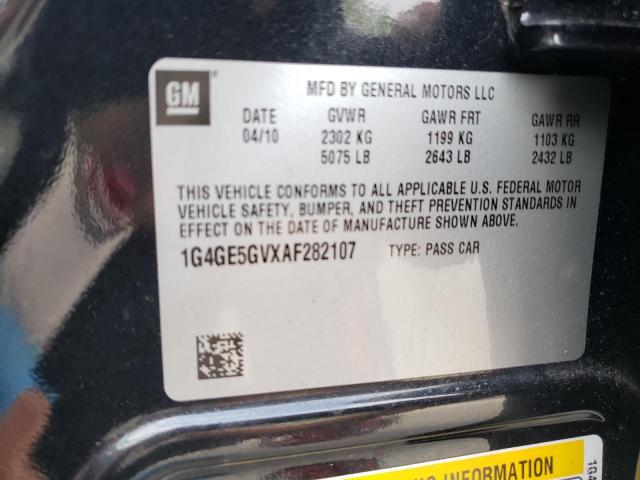 GM
MFD BY GENERAL MOTORS LLC
DATE GVWR GAWR FRT GAWR RR
04/10 2302 KG 1199 KG 1103 KG
5075 LB 2643 LB 2432 LB
THIS VEHICLE CONFORMS TO ALL APPLICABLE U.S. FEDERAL MOTOR
VEHICLE SAFETY, BUMPER, AND THEFT PREVENTION STANDARDS IN
EFFECT ON THE DATE OF MANUFACTURE SHOWN ABOVE.
1G4GE5GVXAF282107 TYPE: PASS CAR
INFORMATION